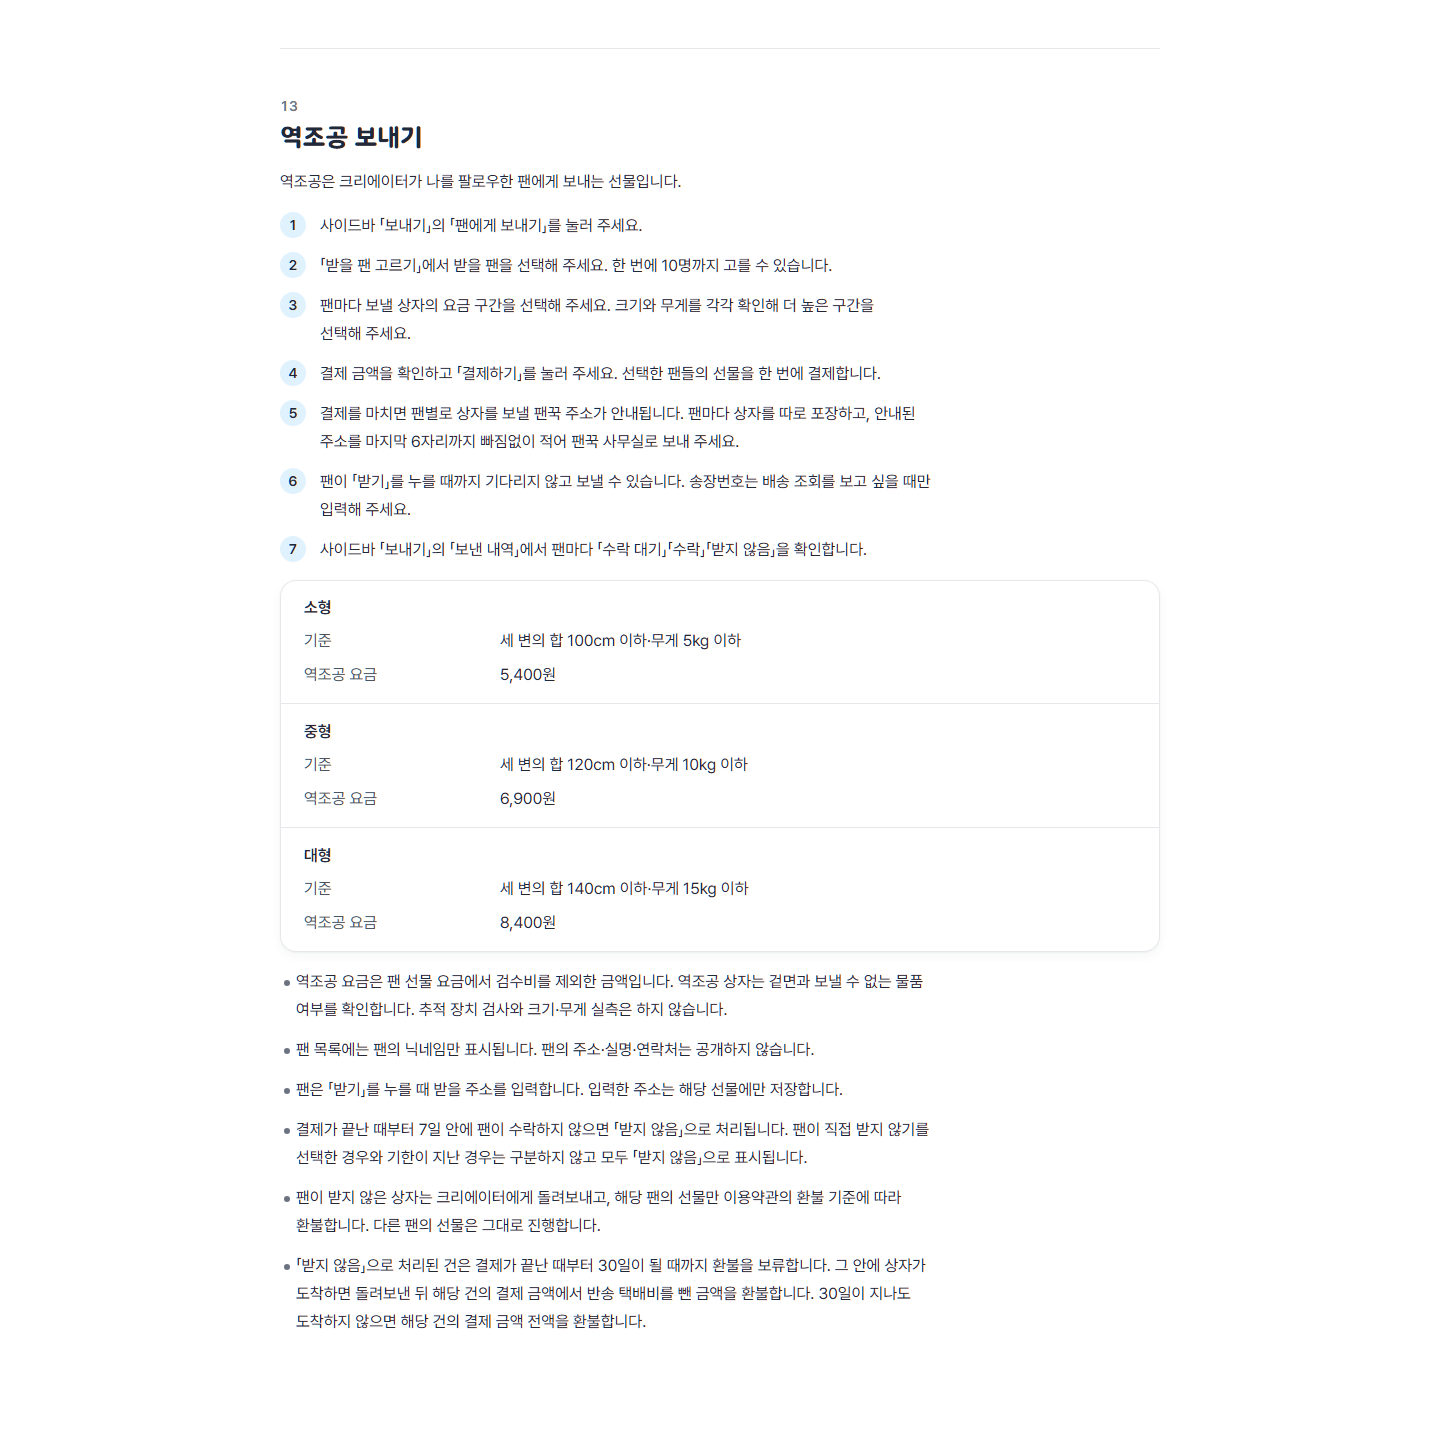 13
역조공 보내기
역조공은 크리에이터가 나를 팔로우한 팬에게 보내는 선물입니다.
1 사이드바 「보내기」의 「팬에게 보내기」를 눌러 주세요.
2 「받을 팬 고르기」에서 받을 팬을 선택해 주세요. 한 번에 10명까지 고를 수 있습니다.
3 팬마다 보낼 상자의 요금 구간을 선택해 주세요. 크기와 무게를 각각 확인해 더 높은 구간을
선택해 주세요.
4 결제 금액을 확인하고 「결제하기」를 눌러 주세요. 선택한 팬들의 선물을 한 번에 결제합니다.
5 결제를 마치면 팬별로 상자를 보낼 팬꾹 주소가 안내됩니다. 팬마다 상자를 따로 포장하고, 안내된
주소를 마지막 6자리까지 빠짐없이 적어 팬꾹 사무실로 보내 주세요.
6 팬이 「받기」를 누를 때까지 기다리지 않고 보낼 수 있습니다. 송장번호는 배송 조회를 보고 싶을 때만
입력해 주세요.
7 사이드바 「보내기」의 「보낸 내역」에서 팬마다 「수락 대기」「수락」「받지 않음」을 확인합니다.
소형
기준 세 변의 합 100cm 이하·무게 5kg 이하
역조공 요금 5,400원
중형
기준 세 변의 합 120cm 이하·무게 10kg 이하
역조공 요금 6,900원
대형
기준 세 변의 합 140cm 이하·무게 15kg 이하
역조공 요금 8,400원
• 역조공 요금은 팬 선물 요금에서 검수비를 제외한 금액입니다. 역조공 상자는 겉면과 보낼 수 없는 물품
여부를 확인합니다. 추적 장치 검사와 크기·무게 실측은 하지 않습니다.
• 팬 목록에는 팬의 닉네임만 표시됩니다. 팬의 주소·실명·연락처는 공개하지 않습니다.
• 팬은 「받기」를 누를 때 받을 주소를 입력합니다. 입력한 주소는 해당 선물에만 저장합니다.
• 결제가 끝난 때부터 7일 안에 팬이 수락하지 않으면 「받지 않음」으로 처리됩니다. 팬이 직접 받지 않기를
선택한 경우와 기한이 지난 경우는 구분하지 않고 모두 「받지 않음」으로 표시됩니다.
• 팬이 받지 않은 상자는 크리에이터에게 돌려보내고, 해당 팬의 선물만 이용약관의 환불 기준에 따라
환불합니다. 다른 팬의 선물은 그대로 진행합니다.
• 「받지 않음」으로 처리된 건은 결제가 끝난 때부터 30일이 될 때까지 환불을 보류합니다. 그 안에 상자가
도착하면 돌려보낸 뒤 해당 건의 결제 금액에서 반송 택배비를 뺀 금액을 환불합니다. 30일이 지나도
도착하지 않으면 해당 건의 결제 금액 전액을 환불합니다.